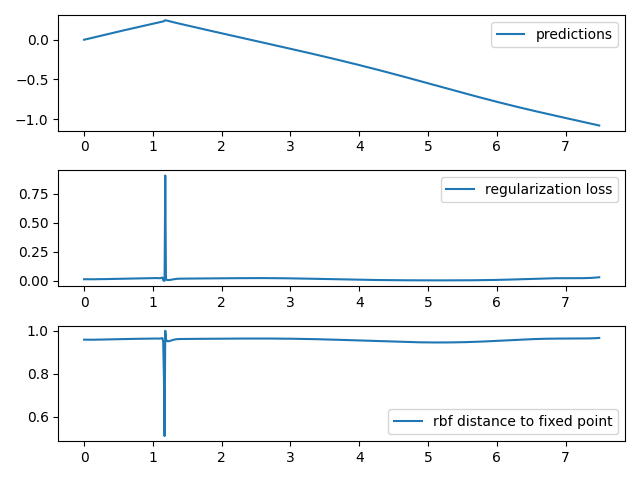 predictions
0.0
−0.5
−1.0
0 1 2 3 4 5 6 7
regularization loss
0.75
0.50
0.25
0.00
0 1 2 3 4 5 6 7
1.0
0.8
0.6
rbf distance to fixed point
0 1 2 3 4 5 6 7